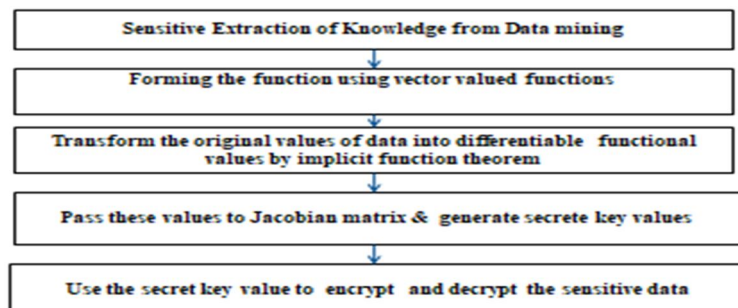 Sensitive Extraction of Knowledge from Data mining
Forming the function using vector valued functions
Transform the original values of data into differentiable functional
values by implicit function theorem
Pass these values to Jacobian matrix & generate secrete key values
Use the secret key value to encrypt and decrypt the sensitive data